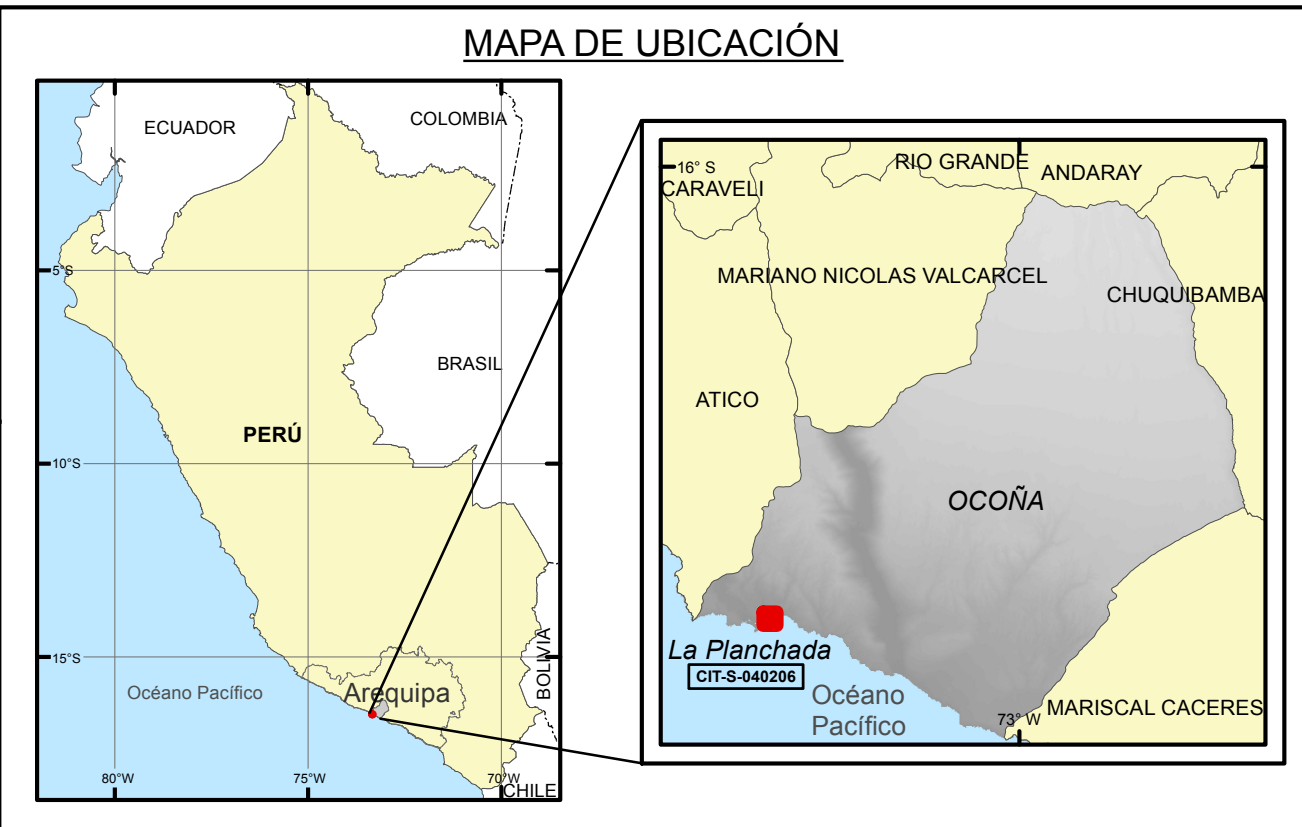 MAPA DE UBICACIÓN
ECUADOR
COLOMBIA
5°S
BRASIL
PERÚ
10°S
15°S
BOLIVIA
Océano Pacífico
Arequipa
80°W
75°W
70°W
CHILE
16° S
RIO GRANDE
ANDARAY
CARAVELI
MARIANO NICOLAS VALCARCEL
CHUQUIBAMBA
ATICO
OCOÑA
La Planchada
CIT-S-040206
Océano
Pacífico
73° W
MARISCAL CACERES